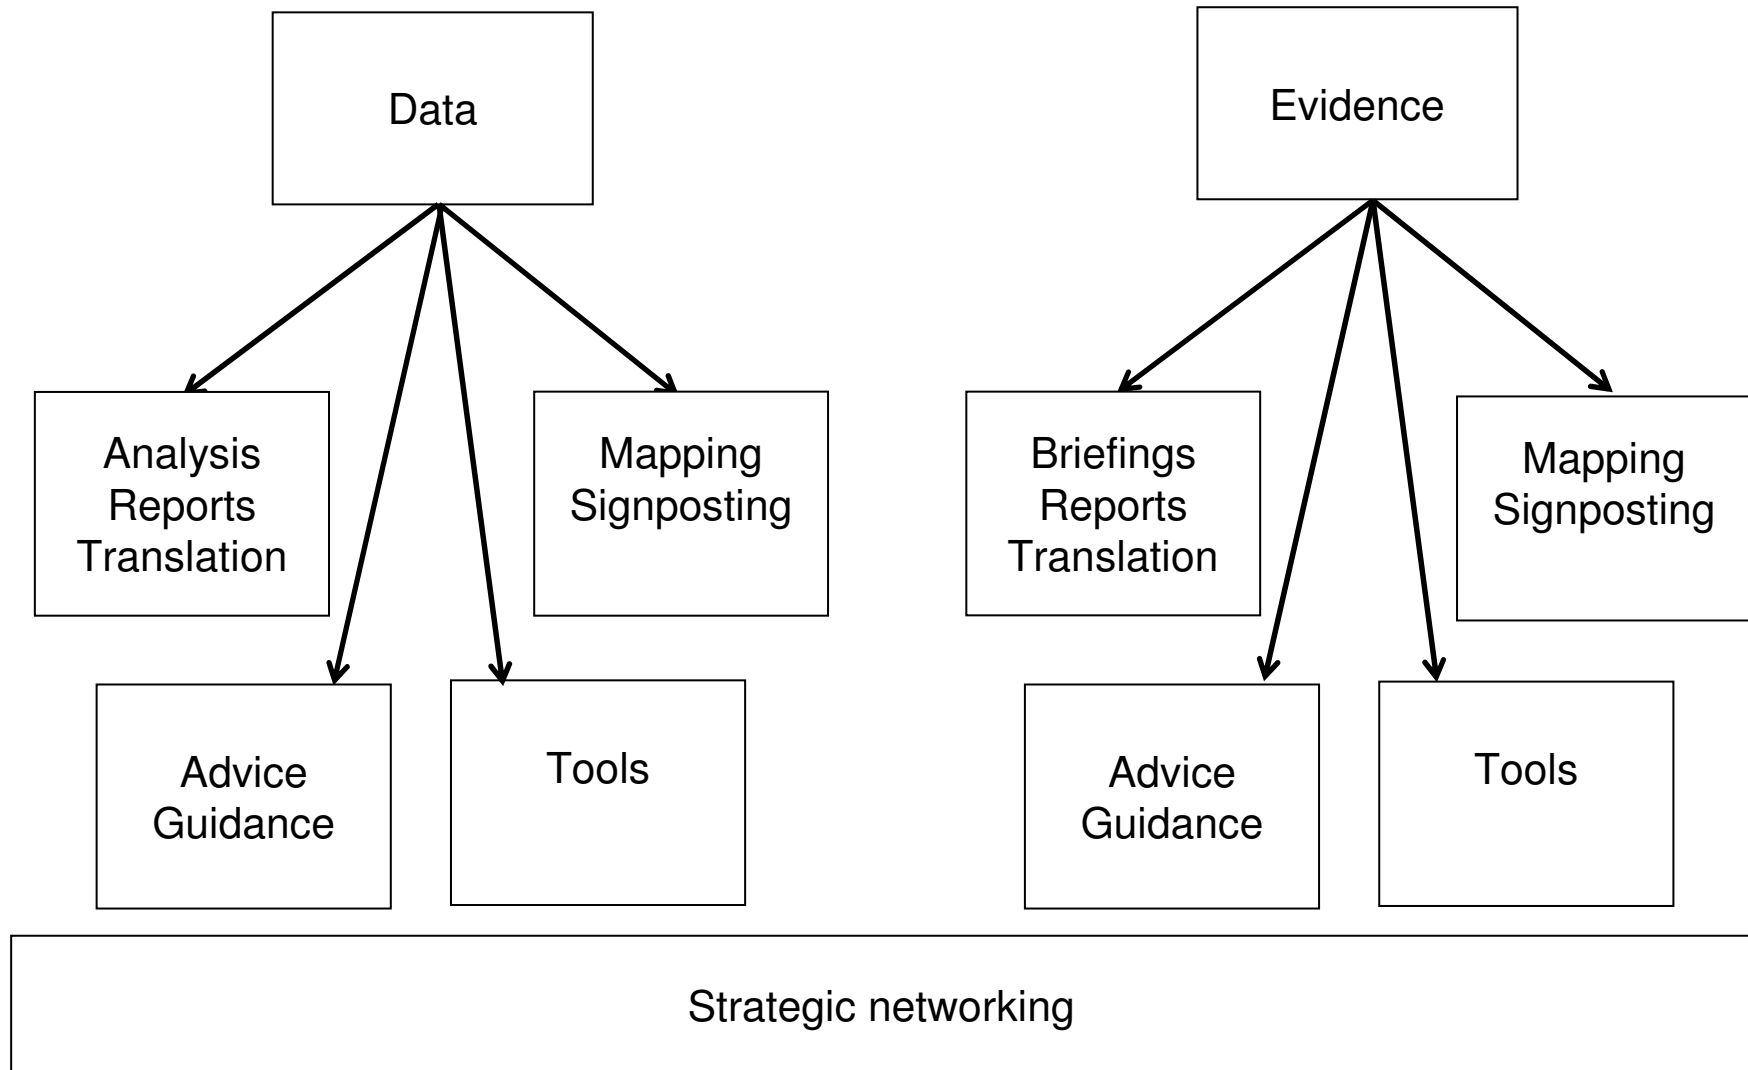 Data
Evidence
Analysis
Reports
Translation
Mapping
Signposting
Briefings
Reports
Translation
Mapping
Signposting
Advice
Guidance
Tools
Advice
Guidance
Tools
Strategic networking